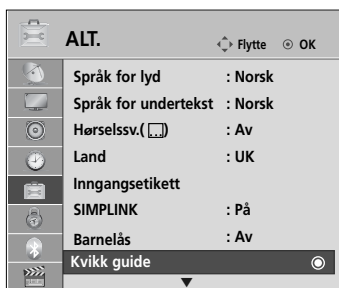 ALT.
Flytte OK
Språk for lyd : Norsk
Språk for undertekst : Norsk
Hørselssv.( ) : Av
Land : UK
Inngangsetikett
SIMPLINK : På
Barnelås : Av
Kvikk guide